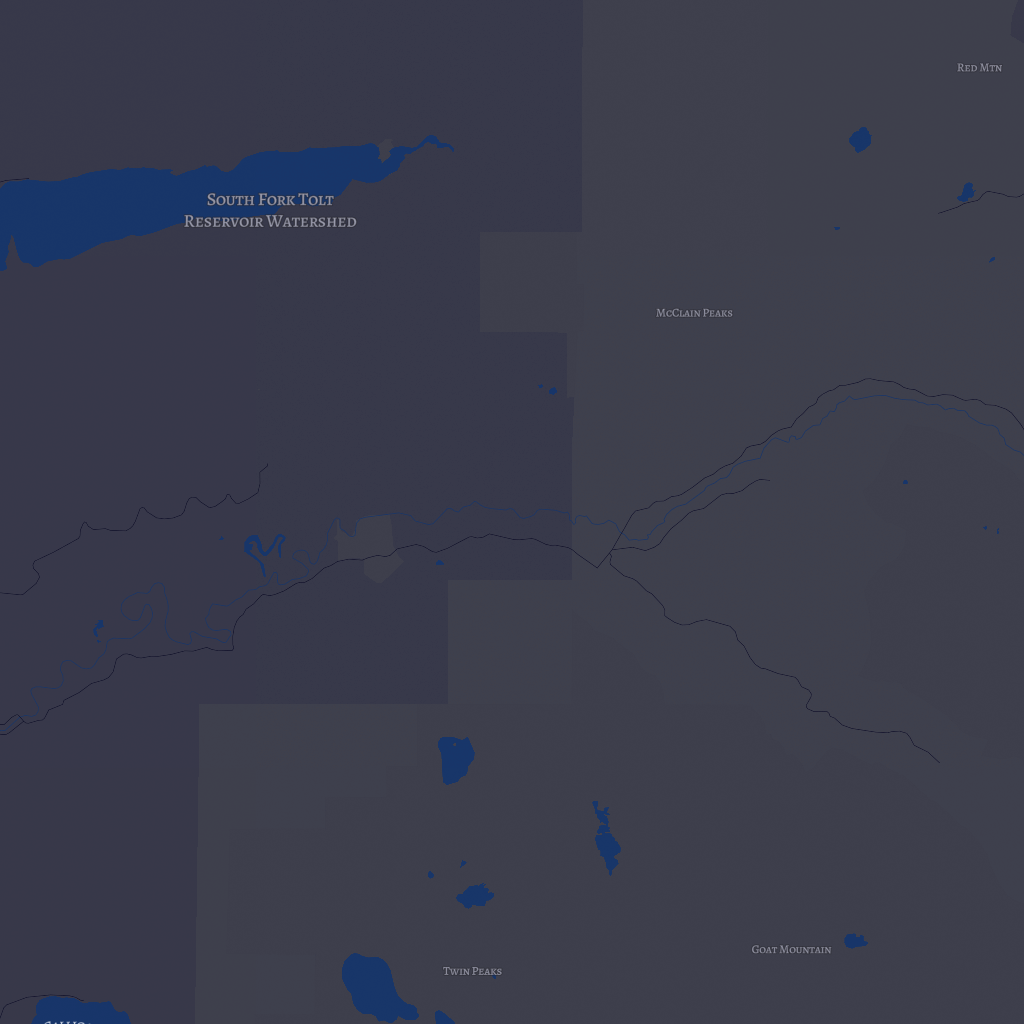 Red Mtn
South Fork Tolt
Reservoir Watershed
McClain Peaks
Goat Mountain
Twin Peaks